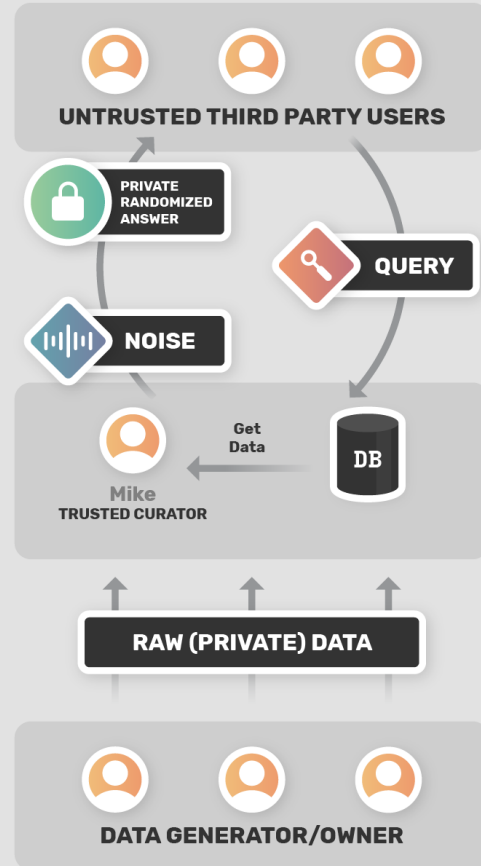 UNTRUSTED THIRD PARTY USERS
PRIVATE
RANDOMIZED
ANSWER
QUERY
NOISE
Get
Data
DB
Mike
TRUSTED CURATOR
RAW (PRIVATE) DATA
DATA GENERATOR/OWNER